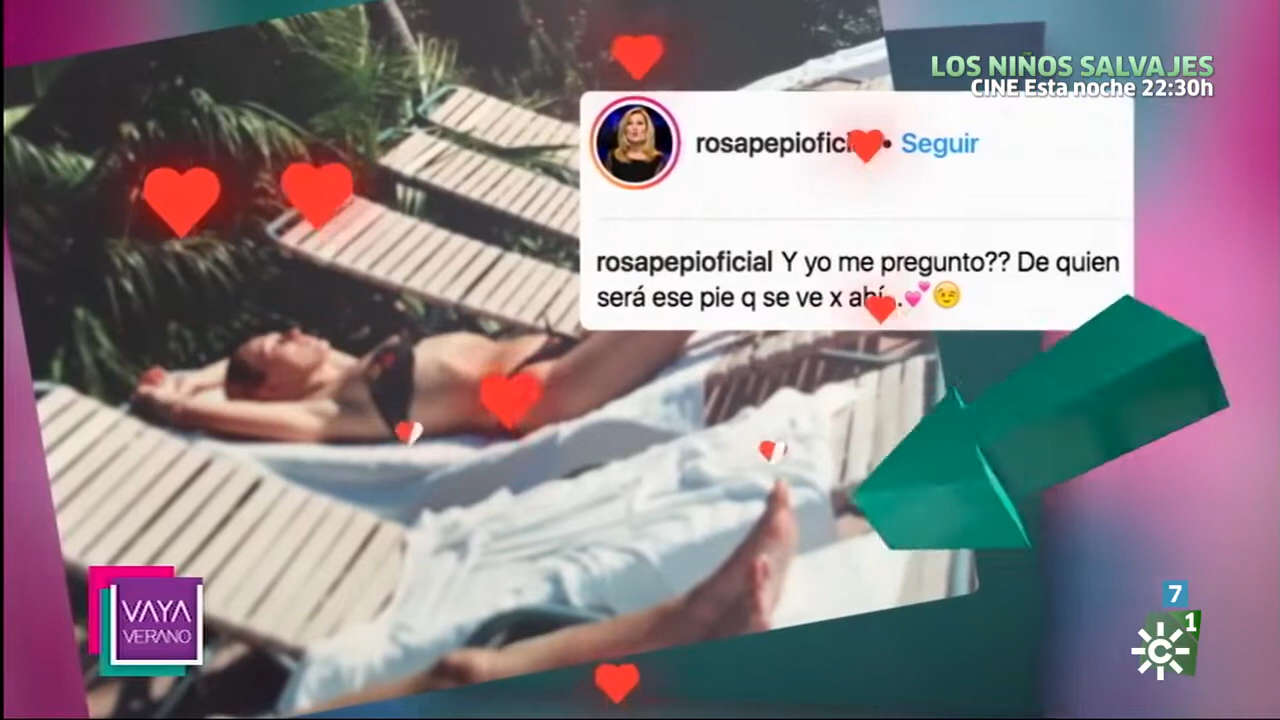 LOS NIÑOS SALVAJES
CINE Esta noche 22:30h
rosapepiofici • Seguir
rosapepioficial Y yo me pregunto?? De quien
será ese pie q se ve x ahí..💕😉
VAYA
VERANO
7
1